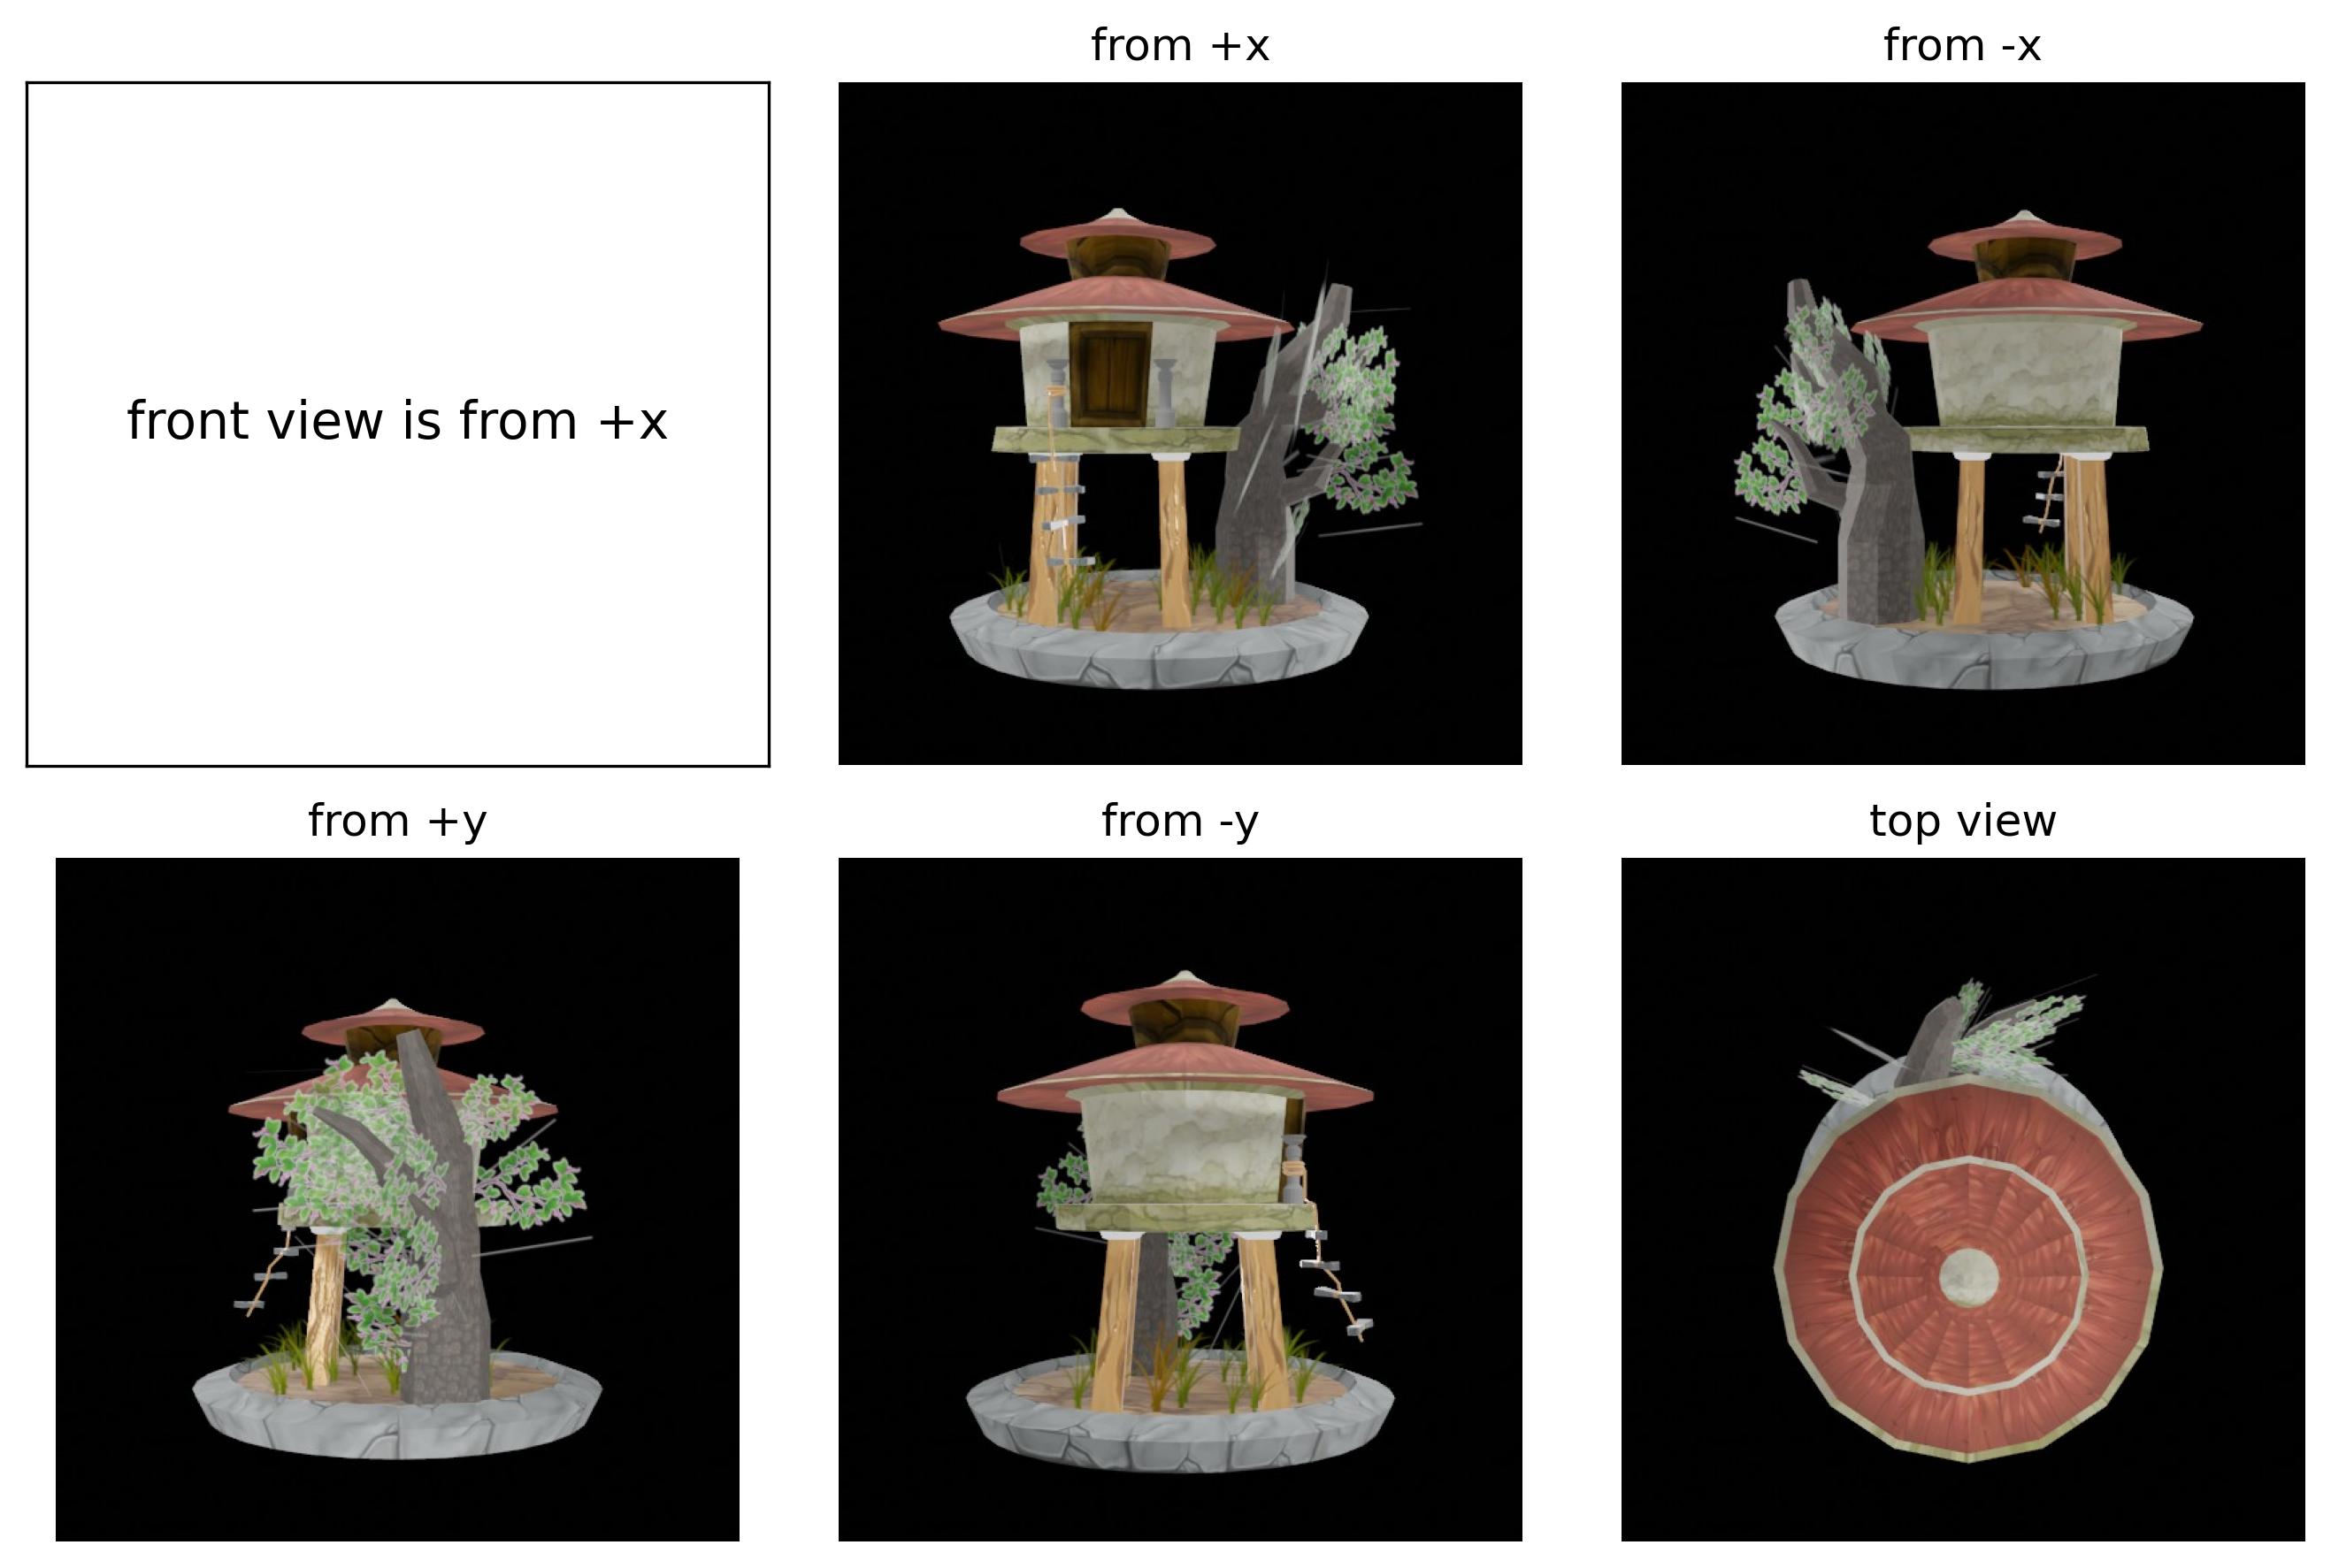 from +x
from -x
front view is from +x
from +y
from -y
top view